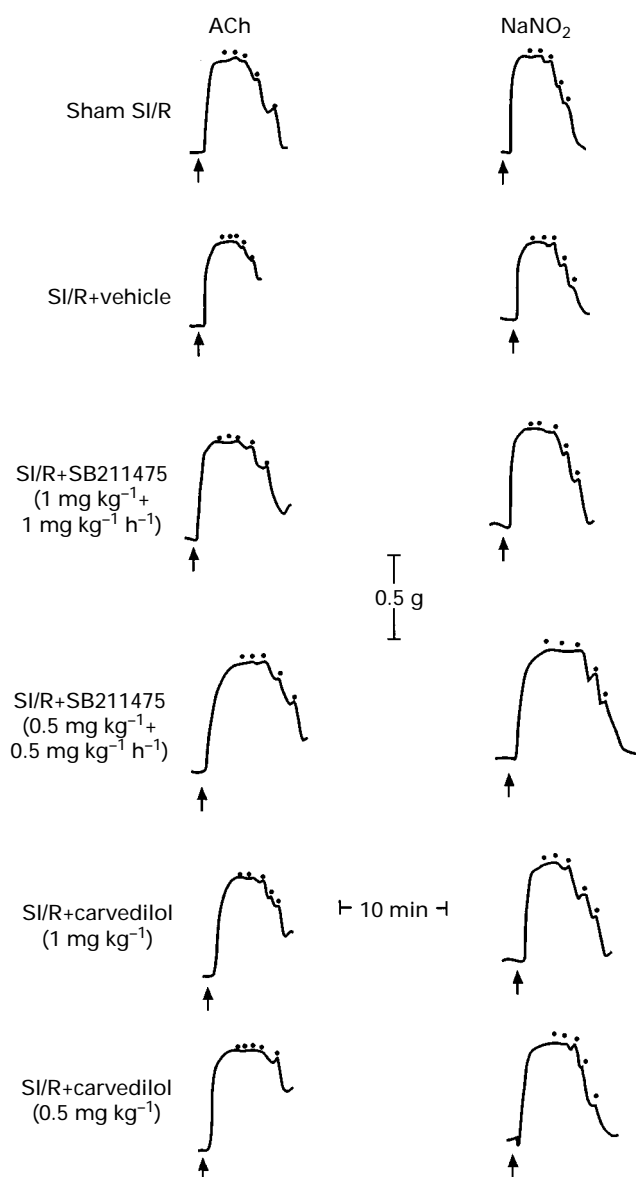 ACh
NaNO₂
Sham SI/R
SI/R+vehicle
SI/R+SB211475
(1 mg kg⁻¹+
1 mg kg⁻¹ h⁻¹)
0.5 g
SI/R+SB211475
(0.5 mg kg⁻¹+
0.5 mg kg⁻¹ h⁻¹)
SI/R+carvedilol
(1 mg kg⁻¹)
10 min
SI/R+carvedilol
(0.5 mg kg⁻¹)